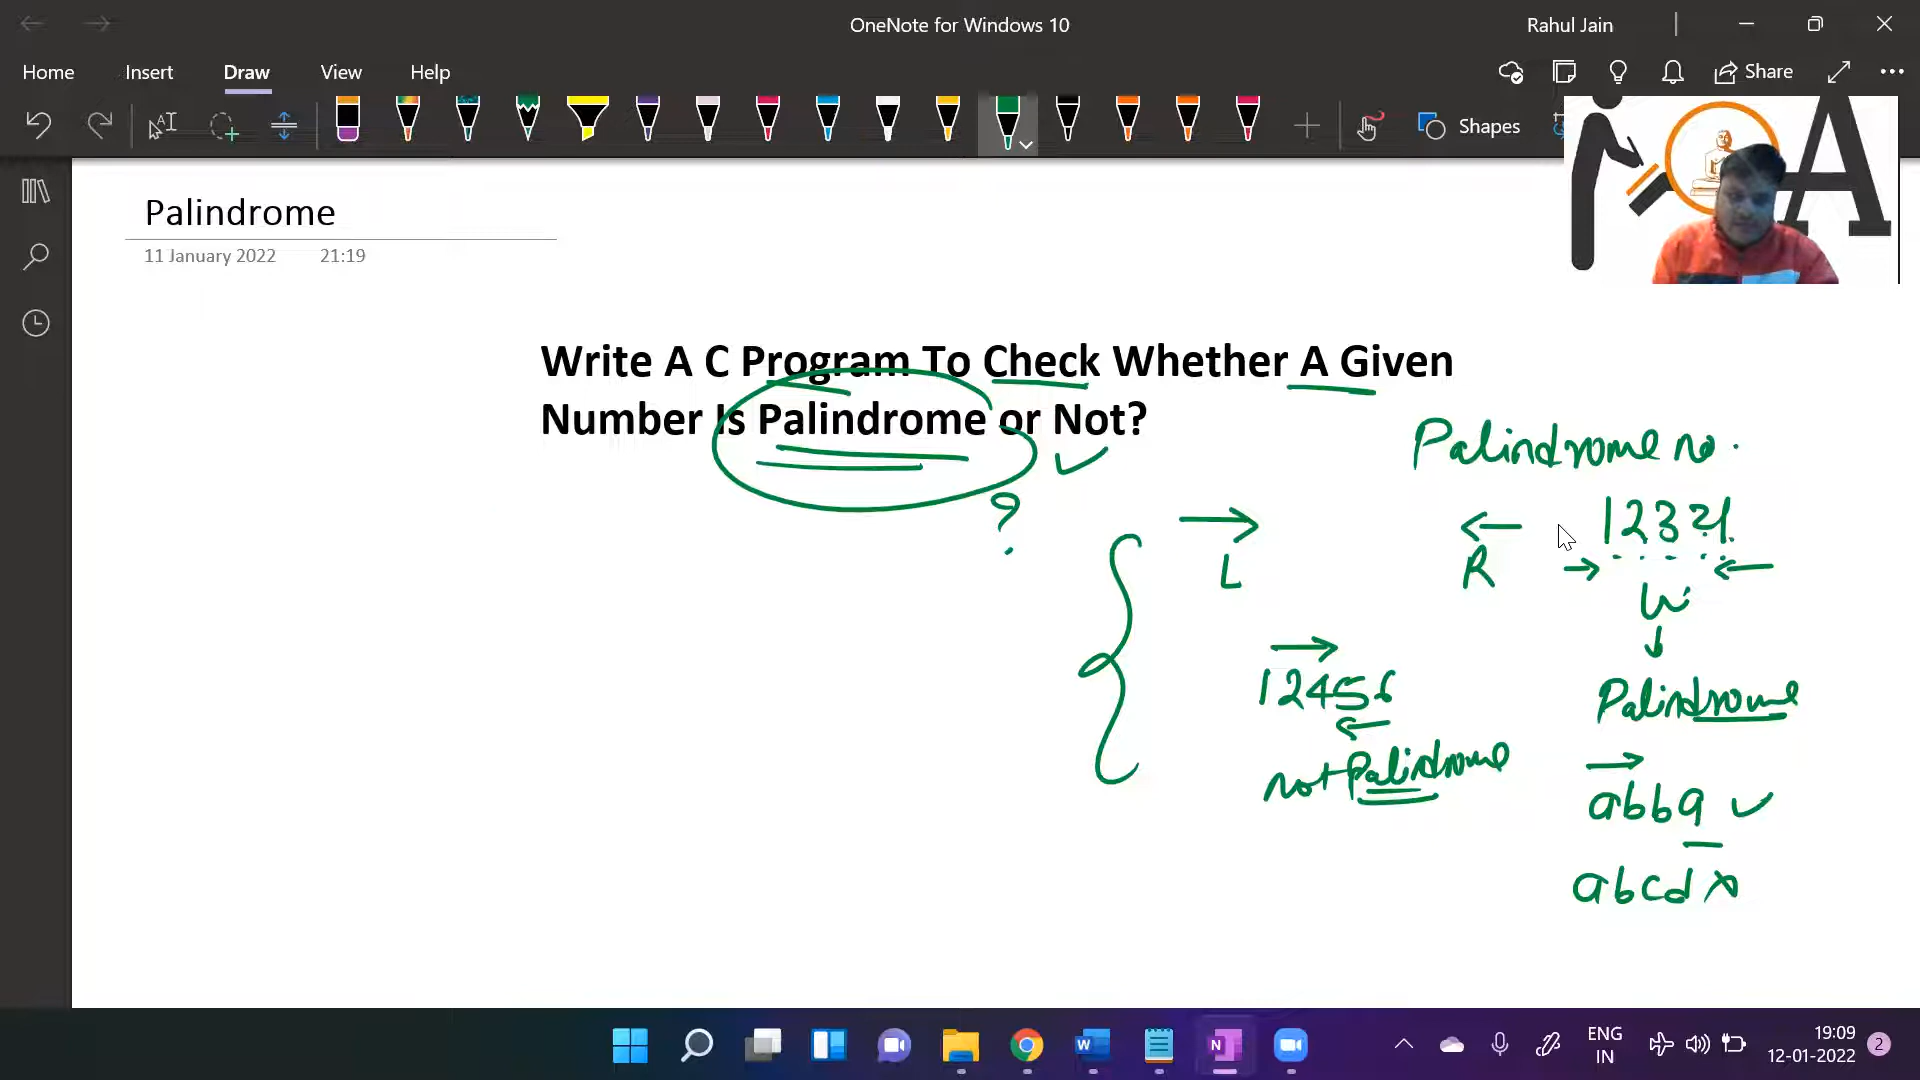 OneNote for Windows 10
Rahul Jain
Home Insert Draw View Help
Share
Shapes
A
Palindrome
11 January 2022 21:19
Write A C Program To Check Whether A Given
Number Is Palindrome or Not?
?
Palindrome no.
12321
L
R
12456
not Palindrome
Palindrome
abba
abcd
ENG
IN
19:09
12-01-2022
2